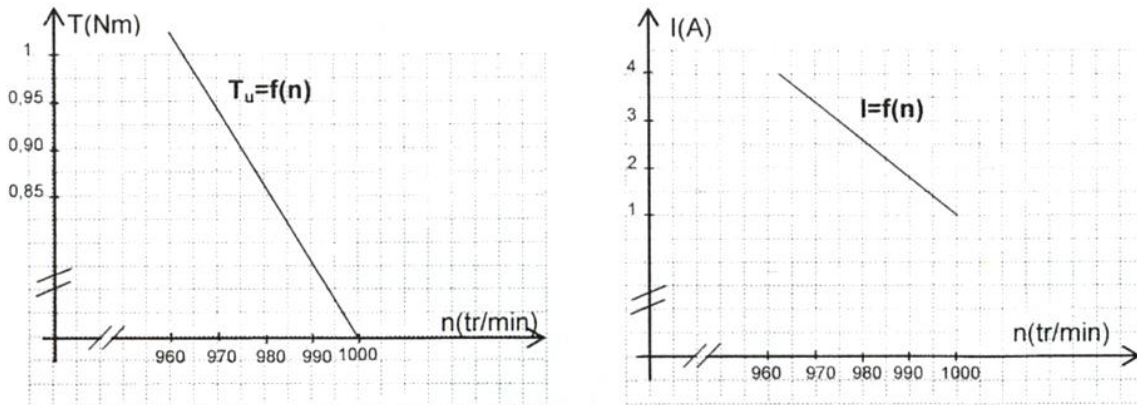 T(Nm)
1
0,95
0,90
0,85
Tu=f(n)
n(tr/min)
960 970 980 990 1000
I(A)
4
3
2
1
I=f(n)
n(tr/min)
960 970 980 990 1000